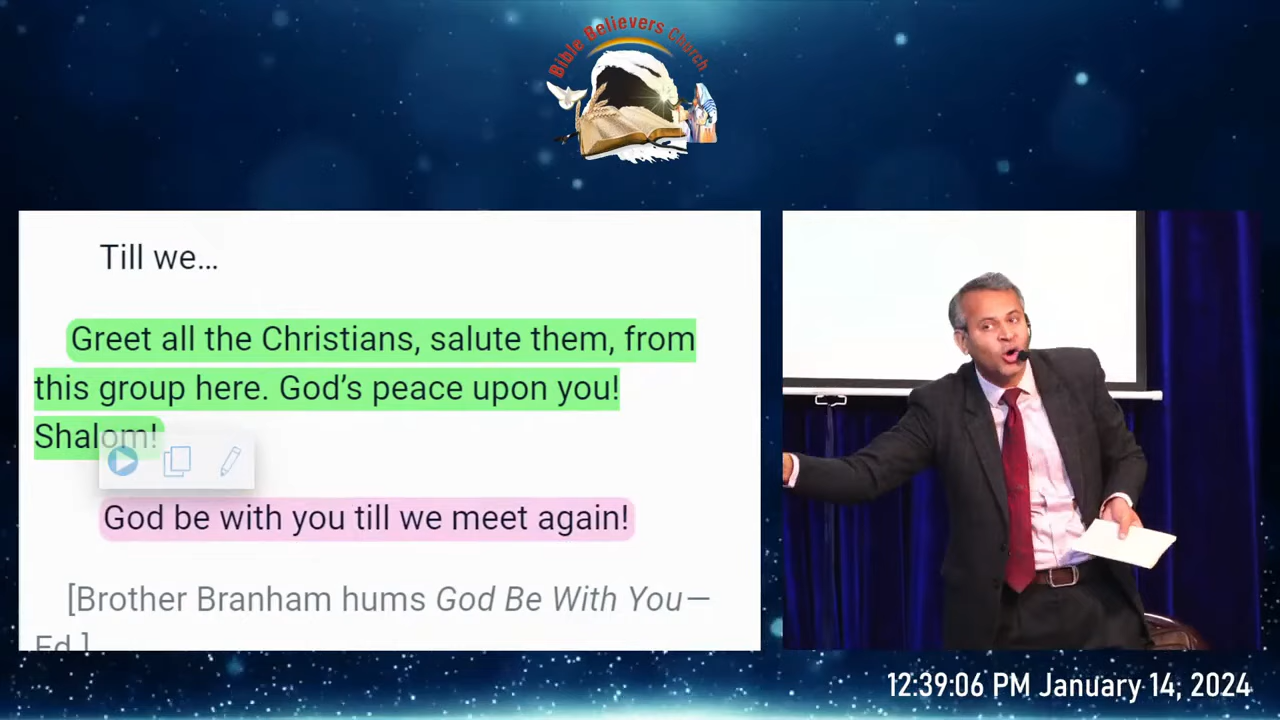 Bible Believers Church
Till we…
Greet all the Christians, salute them, from
this group here. God’s peace upon you!
Shalom!
God be with you till we meet again!
[Brother Branham hums God Be With You—
Ed.]
12:39:06 PM January 14, 2024